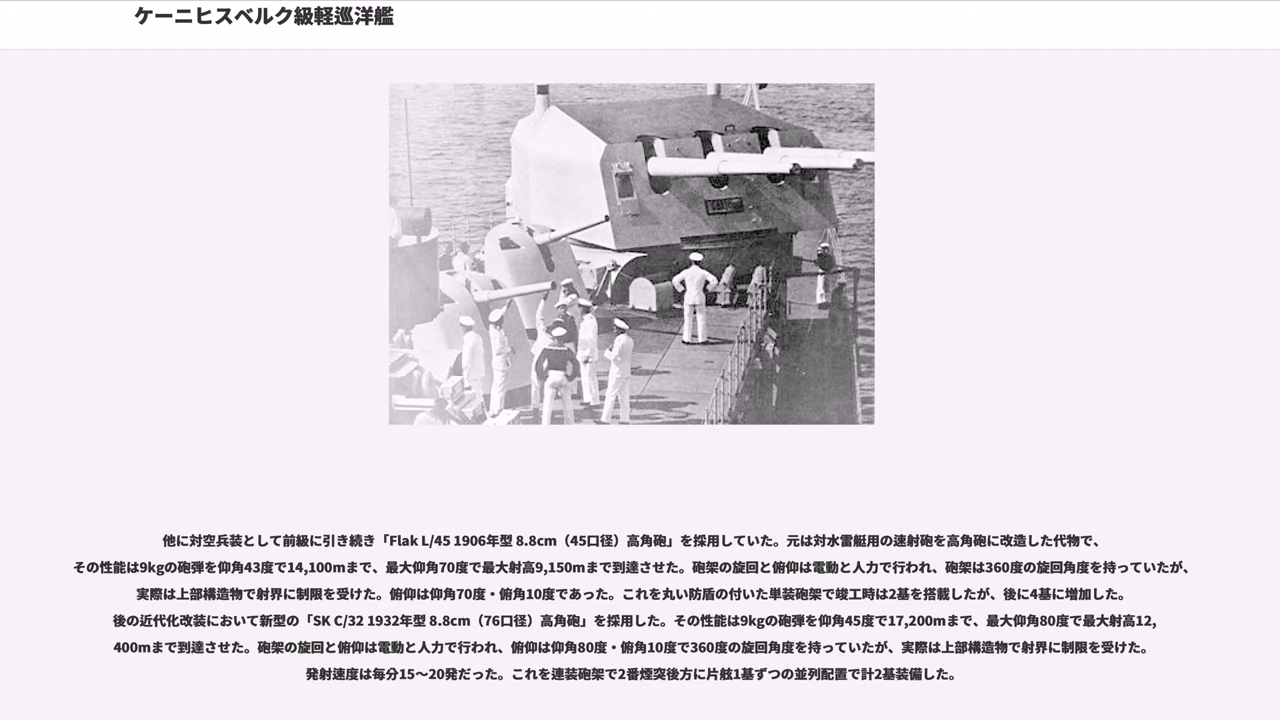 ケーニヒスベルク級軽巡洋艦
他に対空兵装として前級に引き続き「Flak L/45 1906年型 8.8cm（45口径）高角砲」を採用していた。元は対水雷艇用の速射砲を高角砲に改造した代物で、
その性能は9kgの砲弾を仰角43度で14,100mまで、最大仰角70度で最大射高9,150mまで到達させた。砲架の旋回と俯仰は電動と人力で行われ、砲架は360度の旋回角度を持っていたが、
実際は上部構造物で射界に制限を受けた。俯仰は仰角70度・俯角10度であった。これを丸い防盾の付いた単装砲架で竣工時は2基を搭載したが、後に4基に増加した。
後の近代化改装において新型の「SK C/32 1932年型 8.8cm（76口径）高角砲」を採用した。その性能は9kgの砲弾を仰角45度で17,200mまで、最大仰角80度で最大射高12,
400mまで到達させた。砲架の旋回と俯仰は電動と人力で行われ、俯仰は仰角80度・俯角10度で360度の旋回角度を持っていたが、実際は上部構造物で射界に制限を受けた。
発射速度は毎分15～20発だった。これを連装砲架で2番煙突後方に片舷1基ずつの並列配置で計2基装備した。